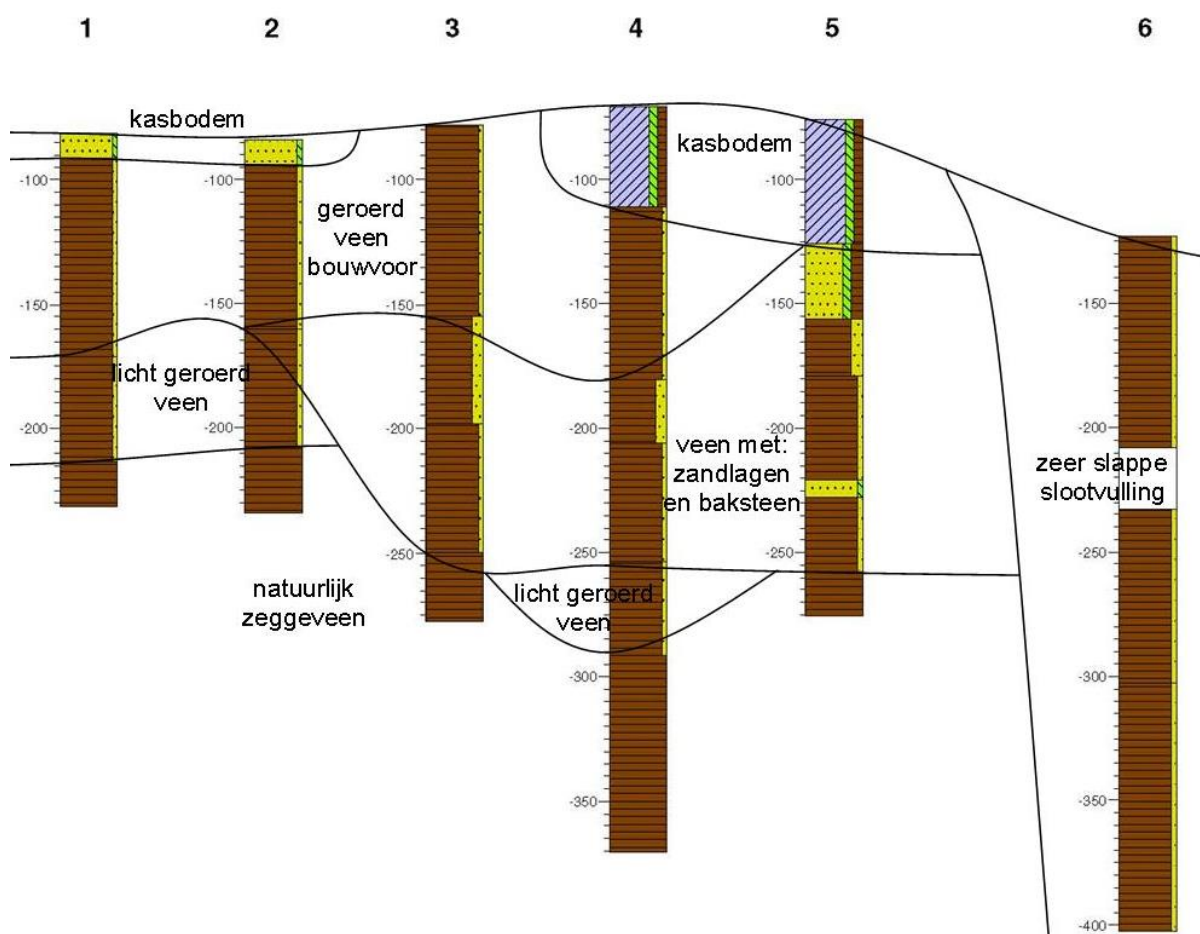 1 2 3 4 5 6
kasbodem
kasbodem
geroerd
veen
bouwvoor
licht geroerd
veen
veen met:
zandlagen
en baksteen
zeer slappe
slootvulling
natuurlijk
zeggeveen
licht geroerd
veen
-100
-150
-200
-100
-150
-200
-100
-150
-200
-250
-100
-150
-200
-250
-300
-350
-100
-150
-200
-250
-150
-200
-250
-300
-350
-400